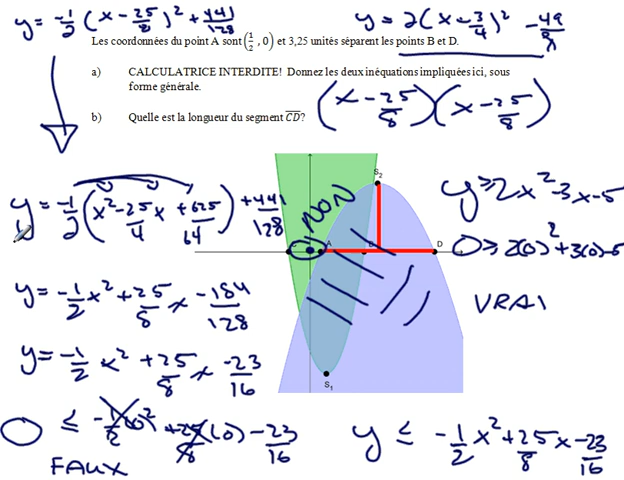 y = -1/2 (x - 25/8)² + 441/128
y = 2(x - 3/4)² - 49/8
Les coordonnées du point A sont (1/2 , 0) et 3,25 unités séparent les points B et D.
a) CALCULATRICE INTERDITE! Donnez les deux inéquations impliquées ici, sous
forme générale.
(x - 25/8)(x - 25/8)
b) Quelle est la longueur du segment CD?
S₂
y = -1/2 (x² - 25/4 x + 625/64) + 441/128
NON
y ≥ 2x² - 3x - 5
A
D
0 ≥ 2(0)² + 3(0) - 5
y = -1/2 x² + 25/8 x - 184/128
VRAI
y = -1/2 x² + 25/8 x - 23/16
S₁
0 ≤ -1/2 (0)² + 25/8 (0) - 23/16
FAUX
y ≤ -1/2 x² + 25/8 x - 23/16